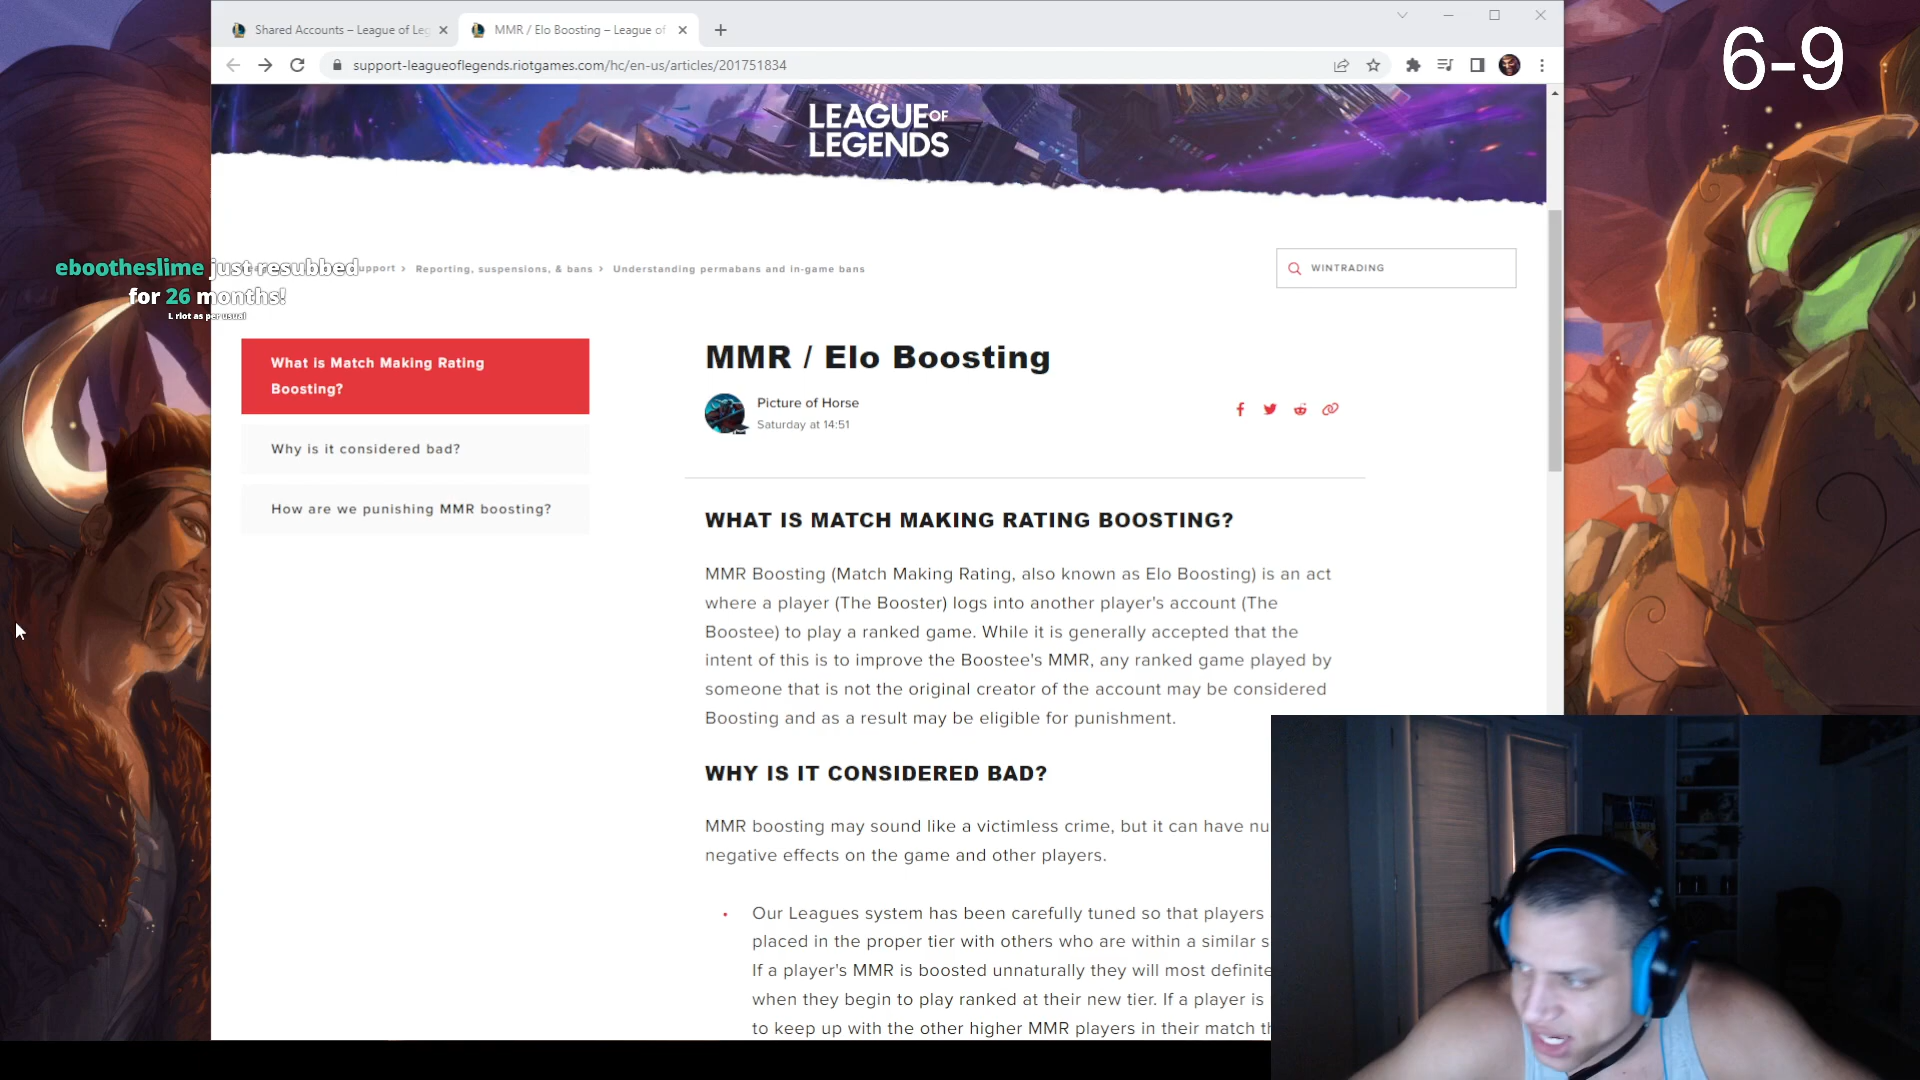 Shared Accounts – League of Leg
MMR / Elo Boosting – League of
support-leagueoflegends.riotgames.com/hc/en-us/articles/201751834
6-9
LEAGUE OF
LEGENDS
ebootheslime just resubbed
for 26 months!
L riot as per usual
upport › Reporting, suspensions, & bans › Understanding permabans and in-game bans
WINTRADING
What is Match Making Rating
Boosting?
Why is it considered bad?
How are we punishing MMR boosting?
MMR / Elo Boosting
Picture of Horse
Saturday at 14:51
WHAT IS MATCH MAKING RATING BOOSTING?
MMR Boosting (Match Making Rating, also known as Elo Boosting) is an act
where a player (The Booster) logs into another player's account (The
Boostee) to play a ranked game. While it is generally accepted that the
intent of this is to improve the Boostee's MMR, any ranked game played by
someone that is not the original creator of the account may be considered
Boosting and as a result may be eligible for punishment.
WHY IS IT CONSIDERED BAD?
MMR boosting may sound like a victimless crime, but it can have nu
negative effects on the game and other players.
• Our Leagues system has been carefully tuned so that players
placed in the proper tier with others who are within a similar s
If a player's MMR is boosted unnaturally they will most definite
when they begin to play ranked at their new tier. If a player is
to keep up with the other higher MMR players in their match th